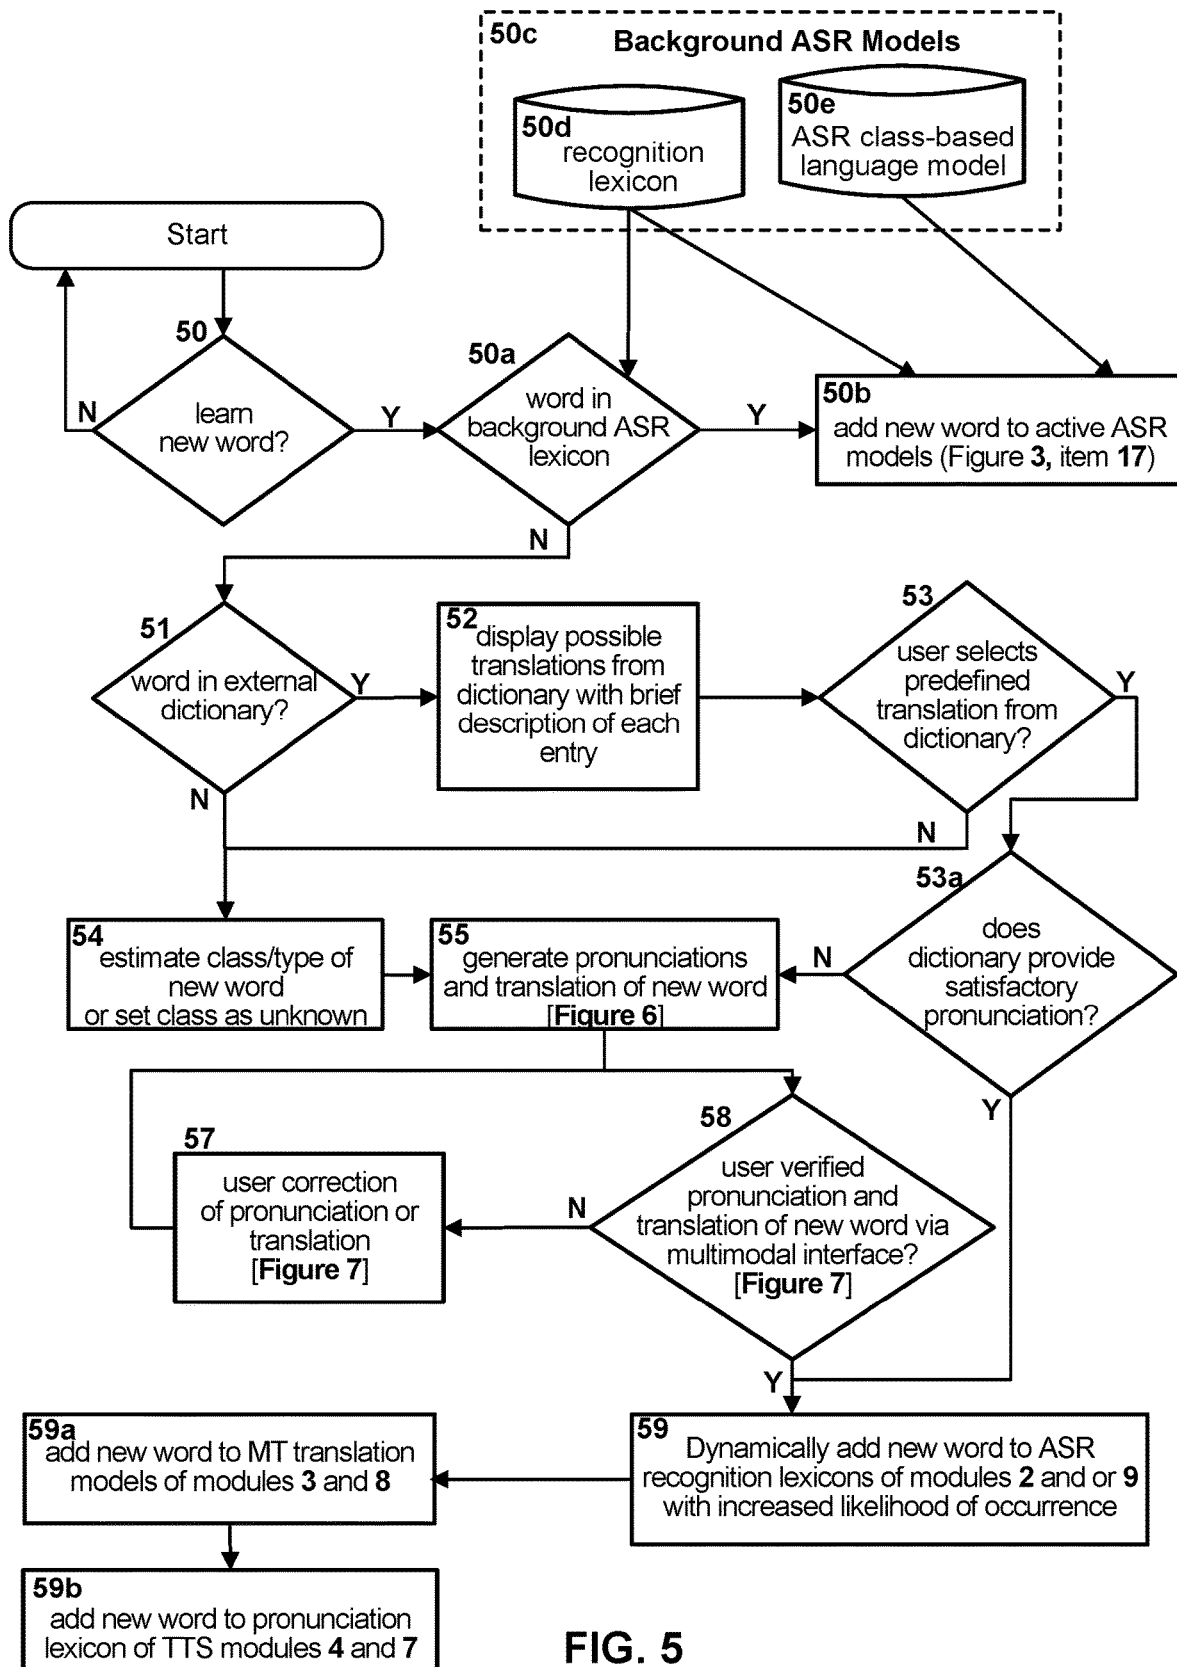 50c
Background ASR Models
50d
recognition
lexicon
50e
ASR class-based
language model
Start
50
learn
new word?
N
Y
50a
word in
background ASR
lexicon
Y
N
50b
add new word to active ASR
models (Figure 3, item 17)
51
word in external
dictionary?
Y
N
52
display possible
translations from
dictionary with brief
description of each
entry
53
user selects
predefined
translation from
dictionary?
Y
N
53a
does
dictionary provide
satisfactory
pronunciation?
N
Y
54
estimate class/type of
new word
or set class as unknown
55
generate pronunciations
and translation of new word
[Figure 6]
57
user correction
of pronunciation or
translation
[Figure 7]
58
user verified
pronunciation and
translation of new word via
multimodal interface?
[Figure 7]
N
Y
59a
add new word to MT translation
models of modules 3 and 8
59
Dynamically add new word to ASR
recognition lexicons of modules 2 and or 9
with increased likelihood of occurrence
59b
add new word to pronunciation
lexicon of TTS modules 4 and 7
FIG. 5